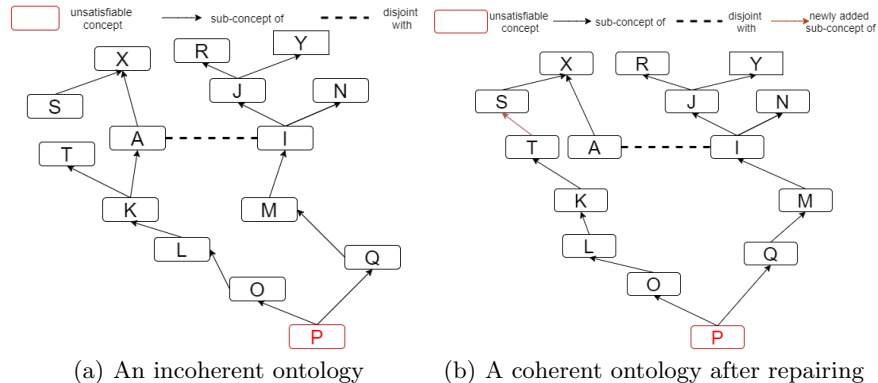 unsatisfiable concept
sub-concept of
disjoint with
R
Y
X
J
N
S
A
I
T
K
M
L
Q
O
P
(a) An incoherent ontology
unsatisfiable concept
sub-concept of
disjoint with
newly added sub-concept of
X
R
Y
S
J
N
T
A
I
K
M
L
Q
O
P
(b) A coherent ontology after repairing